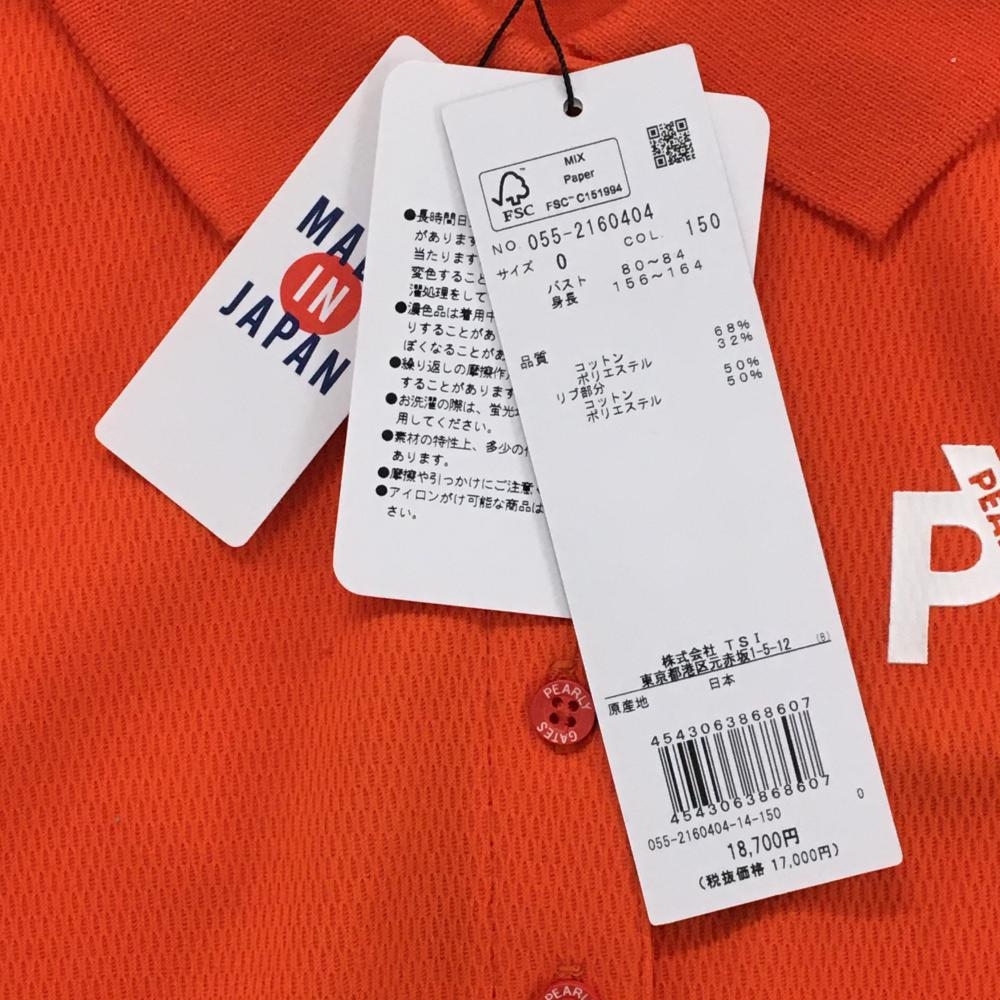 MA
IN
JAPAN
●長時間日
があります
当たります
変色すること
濯処理をして
●濃色品は着用中
りすることがあ
ぽくなることがあ
●繰り返しの摩擦作
することがあります
●お洗濯の際は、蛍光
用してください。
●素材の特性上、多少の
あります。
●摩擦や引っかけにご注意
●アイロンがけ可能な商品は
さい。
MIX
Paper
FSC™ C151994
FSC
NO. 055-2160404
COL. 150
サイズ 0
バスト 80～84
身長 156～164
品質
コットン 68%
ポリエステル 32%
リブ部分
コットン 50%
ポリエステル 50%
株式会社 TSI
東京都港区元赤坂1-5-12 (B)
原産地 日本
4543063868607
4543063868607
055-2160404-14-150 0
18,700円
(税抜価格 17,000円)
PEARLY
GATES
PEARL
P
PEA